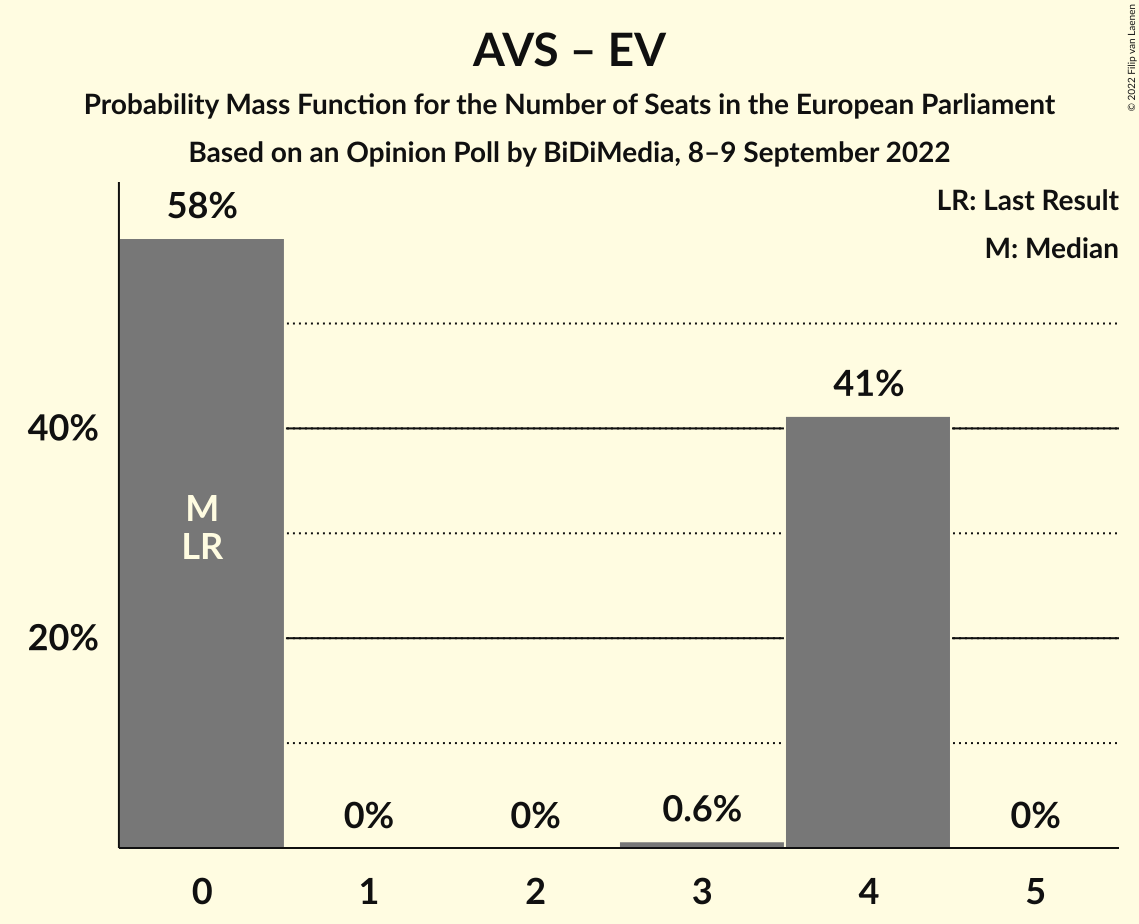 AVS – EV
Probability Mass Function for the Number of Seats in the European Parliament
Based on an Opinion Poll by BiDiMedia, 8–9 September 2022
© 2022 Filip van Laenen
LR: Last Result
M: Median
58%
41%
40%
M
LR
20%
0%
0%
0.6%
0%
0
1
2
3
4
5